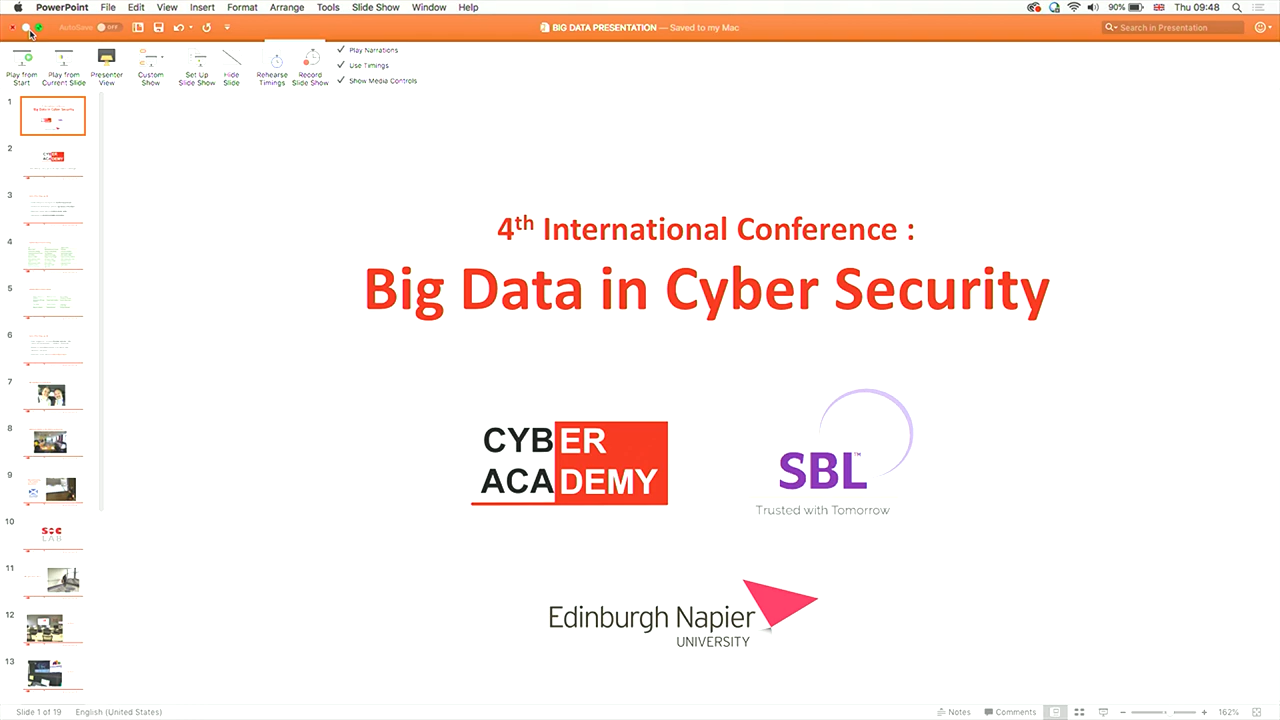 PowerPoint File Edit View Insert Format Arrange Tools Slide Show Window Help 90% Thu 09:48
AutoSave OFF BIG DATA PRESENTATION — Saved to my Mac Search in Presentation
Play from Start
Play from Current Slide
Presenter View
Custom Show
Set Up Slide Show
Hide Slide
Rehearse Timings
Record Slide Show
Play Narrations
Use Timings
Show Media Controls
1
2
3
4
5
6
7
8
9
10
11
12
13
CYBER
ACADEMY
SOC
LAB
4th International Conference :
Big Data in Cyber Security
CYBER
ACADEMY
SBL™
Trusted with Tomorrow
Edinburgh Napier
UNIVERSITY
Slide 1 of 19 English (United States) Notes Comments 162%